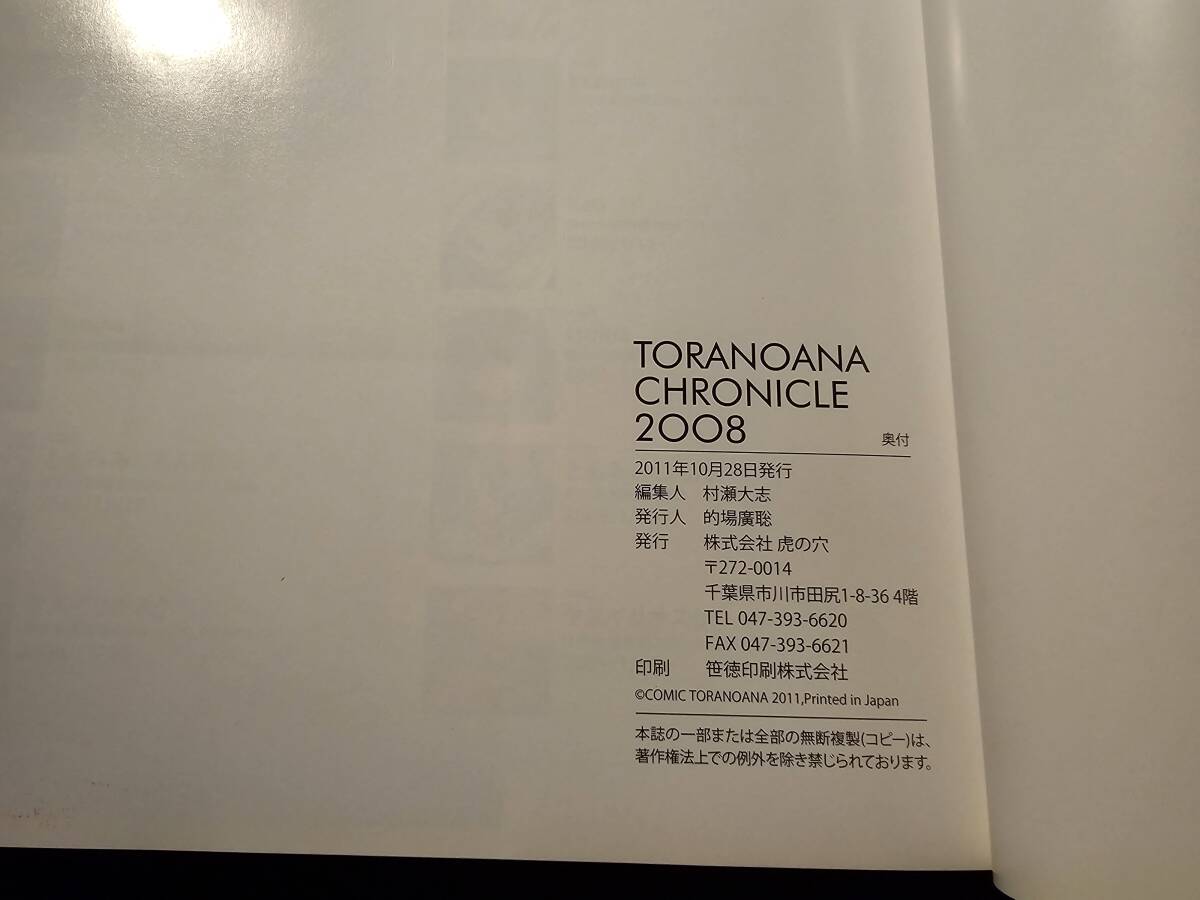 TORANOANA
CHRONICLE
2008 奥付
2011年10月28日発行
編集人 村瀬大志
発行人 的場廣聡
発行 株式会社 虎の穴
〒272-0014
千葉県市川市田尻1-8-36 4階
TEL 047-393-6620
FAX 047-393-6621
印刷 笹徳印刷株式会社
©COMIC TORANOANA 2011,Printed in Japan
本誌の一部または全部の無断複製(コピー)は、
著作権法上での例外を除き禁じられております。